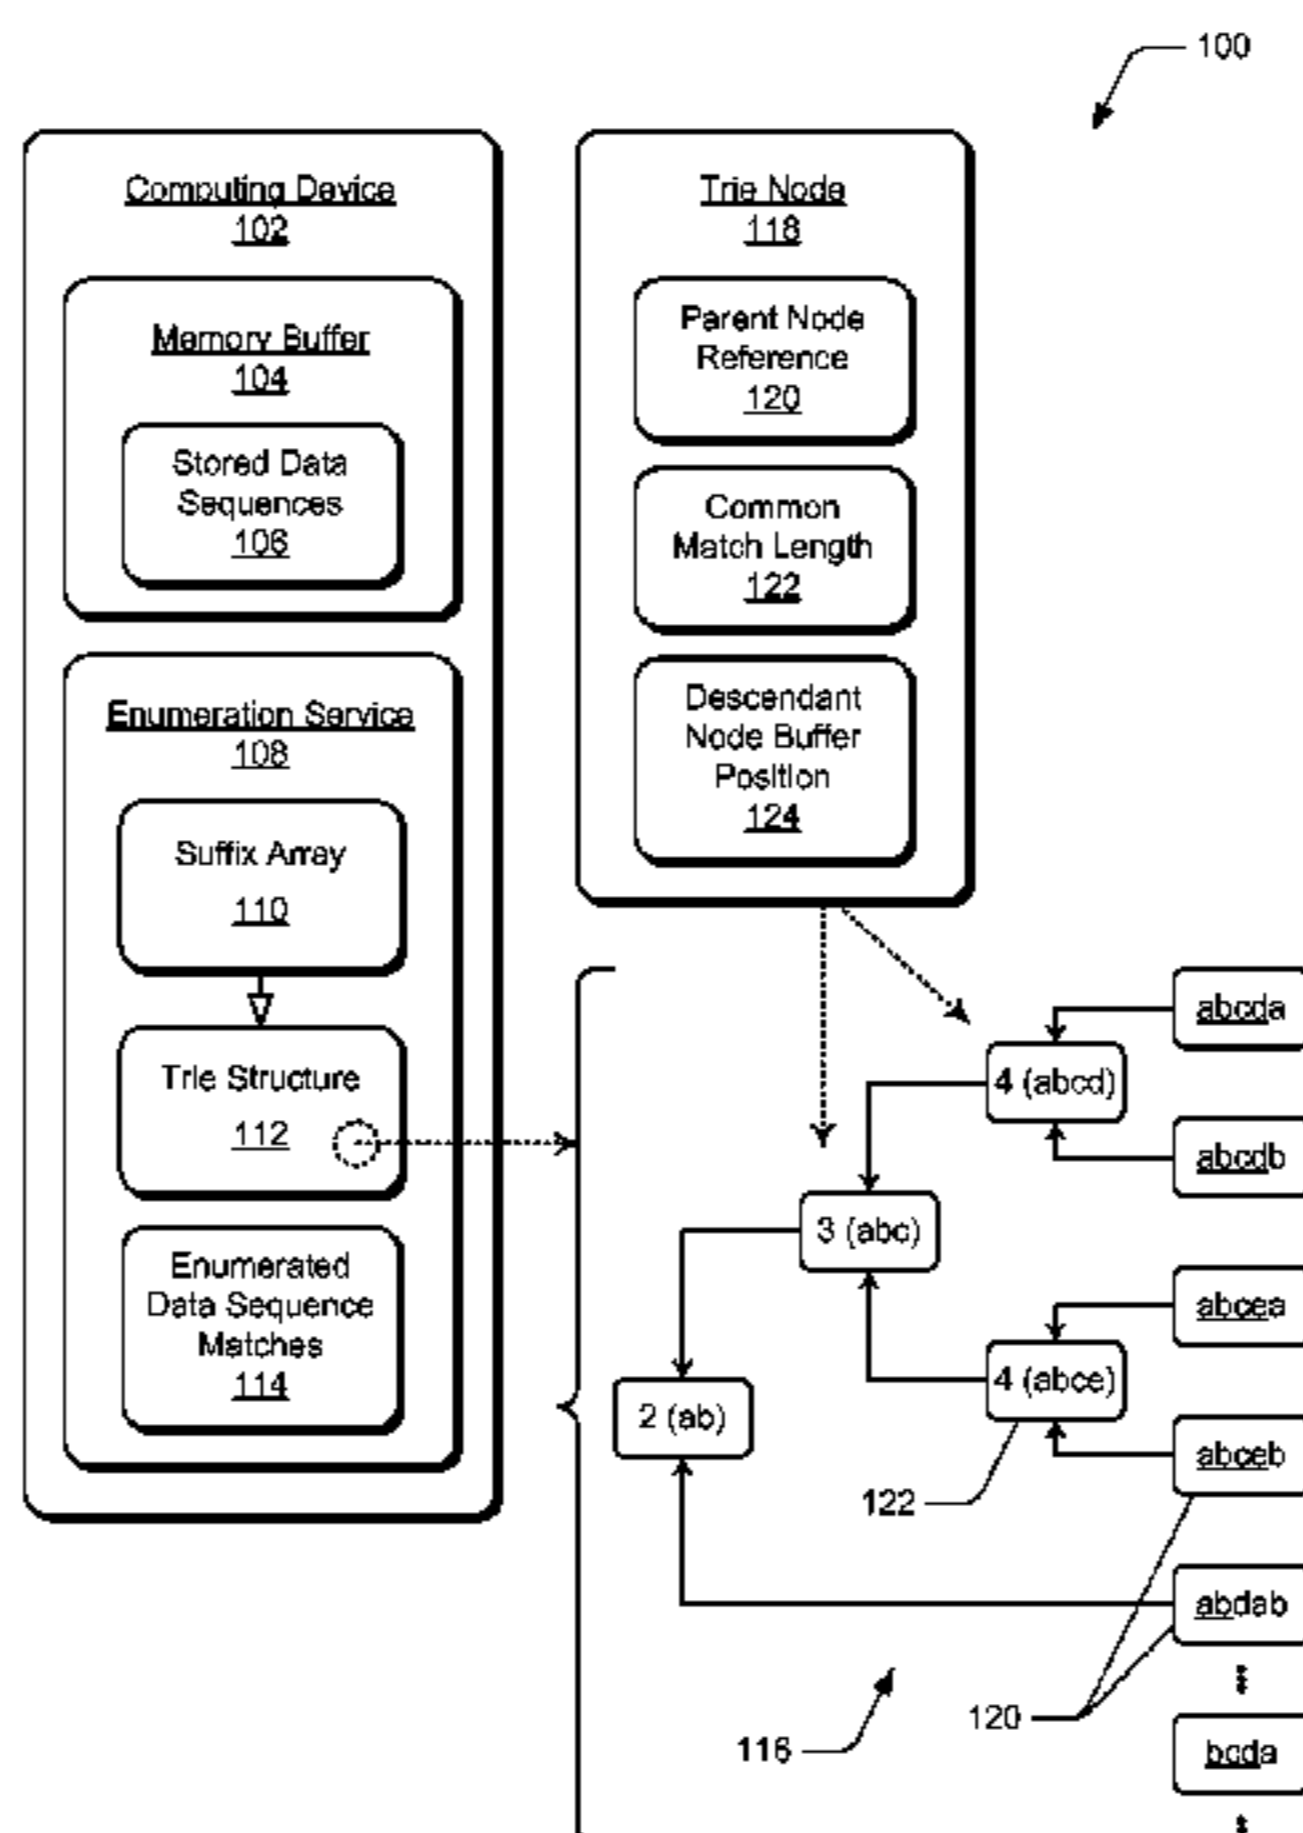 100
Computing Device
102
Memory Buffer
104
Stored Data
Sequences
106
Enumeration Service
108
Suffix Array
110
Trie Structure
112
Enumerated
Data Sequence
Matches
114
Trie Node
118
Parent Node
Reference
120
Common
Match Length
122
Descendant
Node Buffer
Position
124
abcda
4 (abcd)
abcdb
3 (abc)
abcea
4 (abce)
2 (ab)
abceb
122
abdab
120
116
bcda